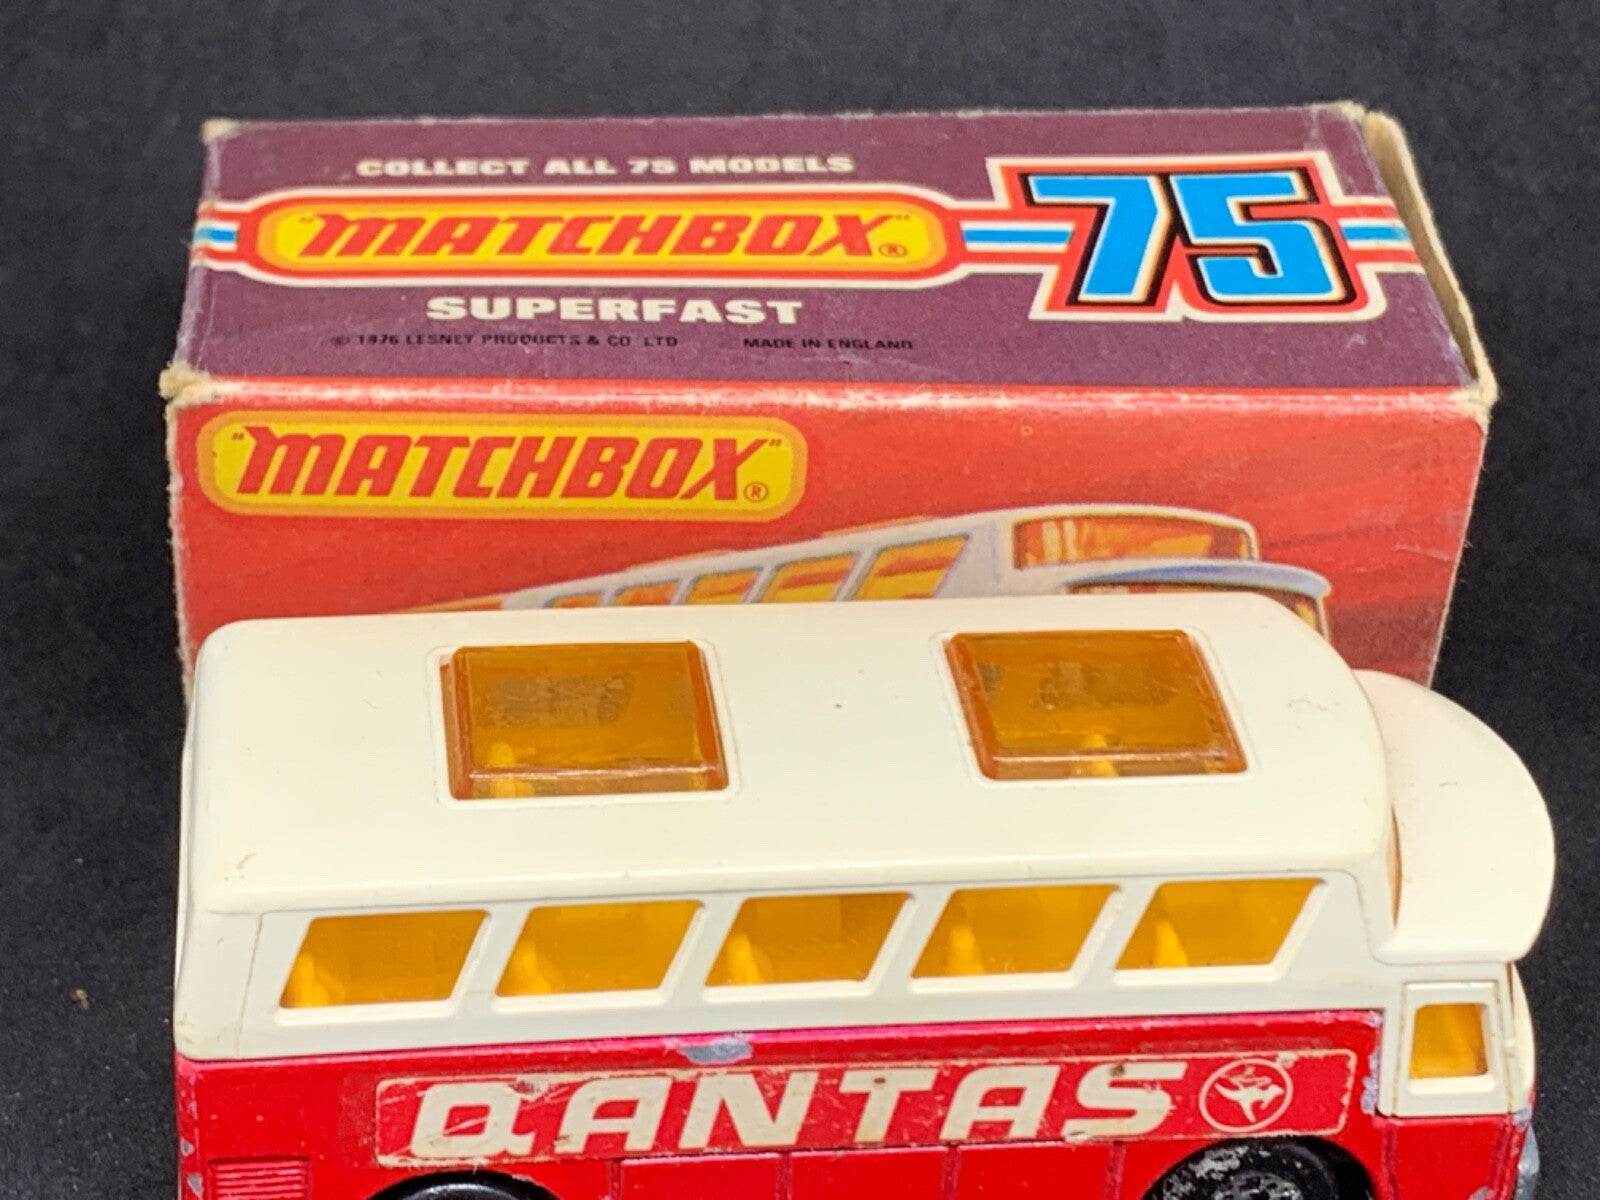 COLLECT ALL 75 MODELS
"MATCHBOX"® 75
SUPERFAST
© 1976 LESNEY PRODUCTS & CO LTD MADE IN ENGLAND
"MATCHBOX"®
QANTAS